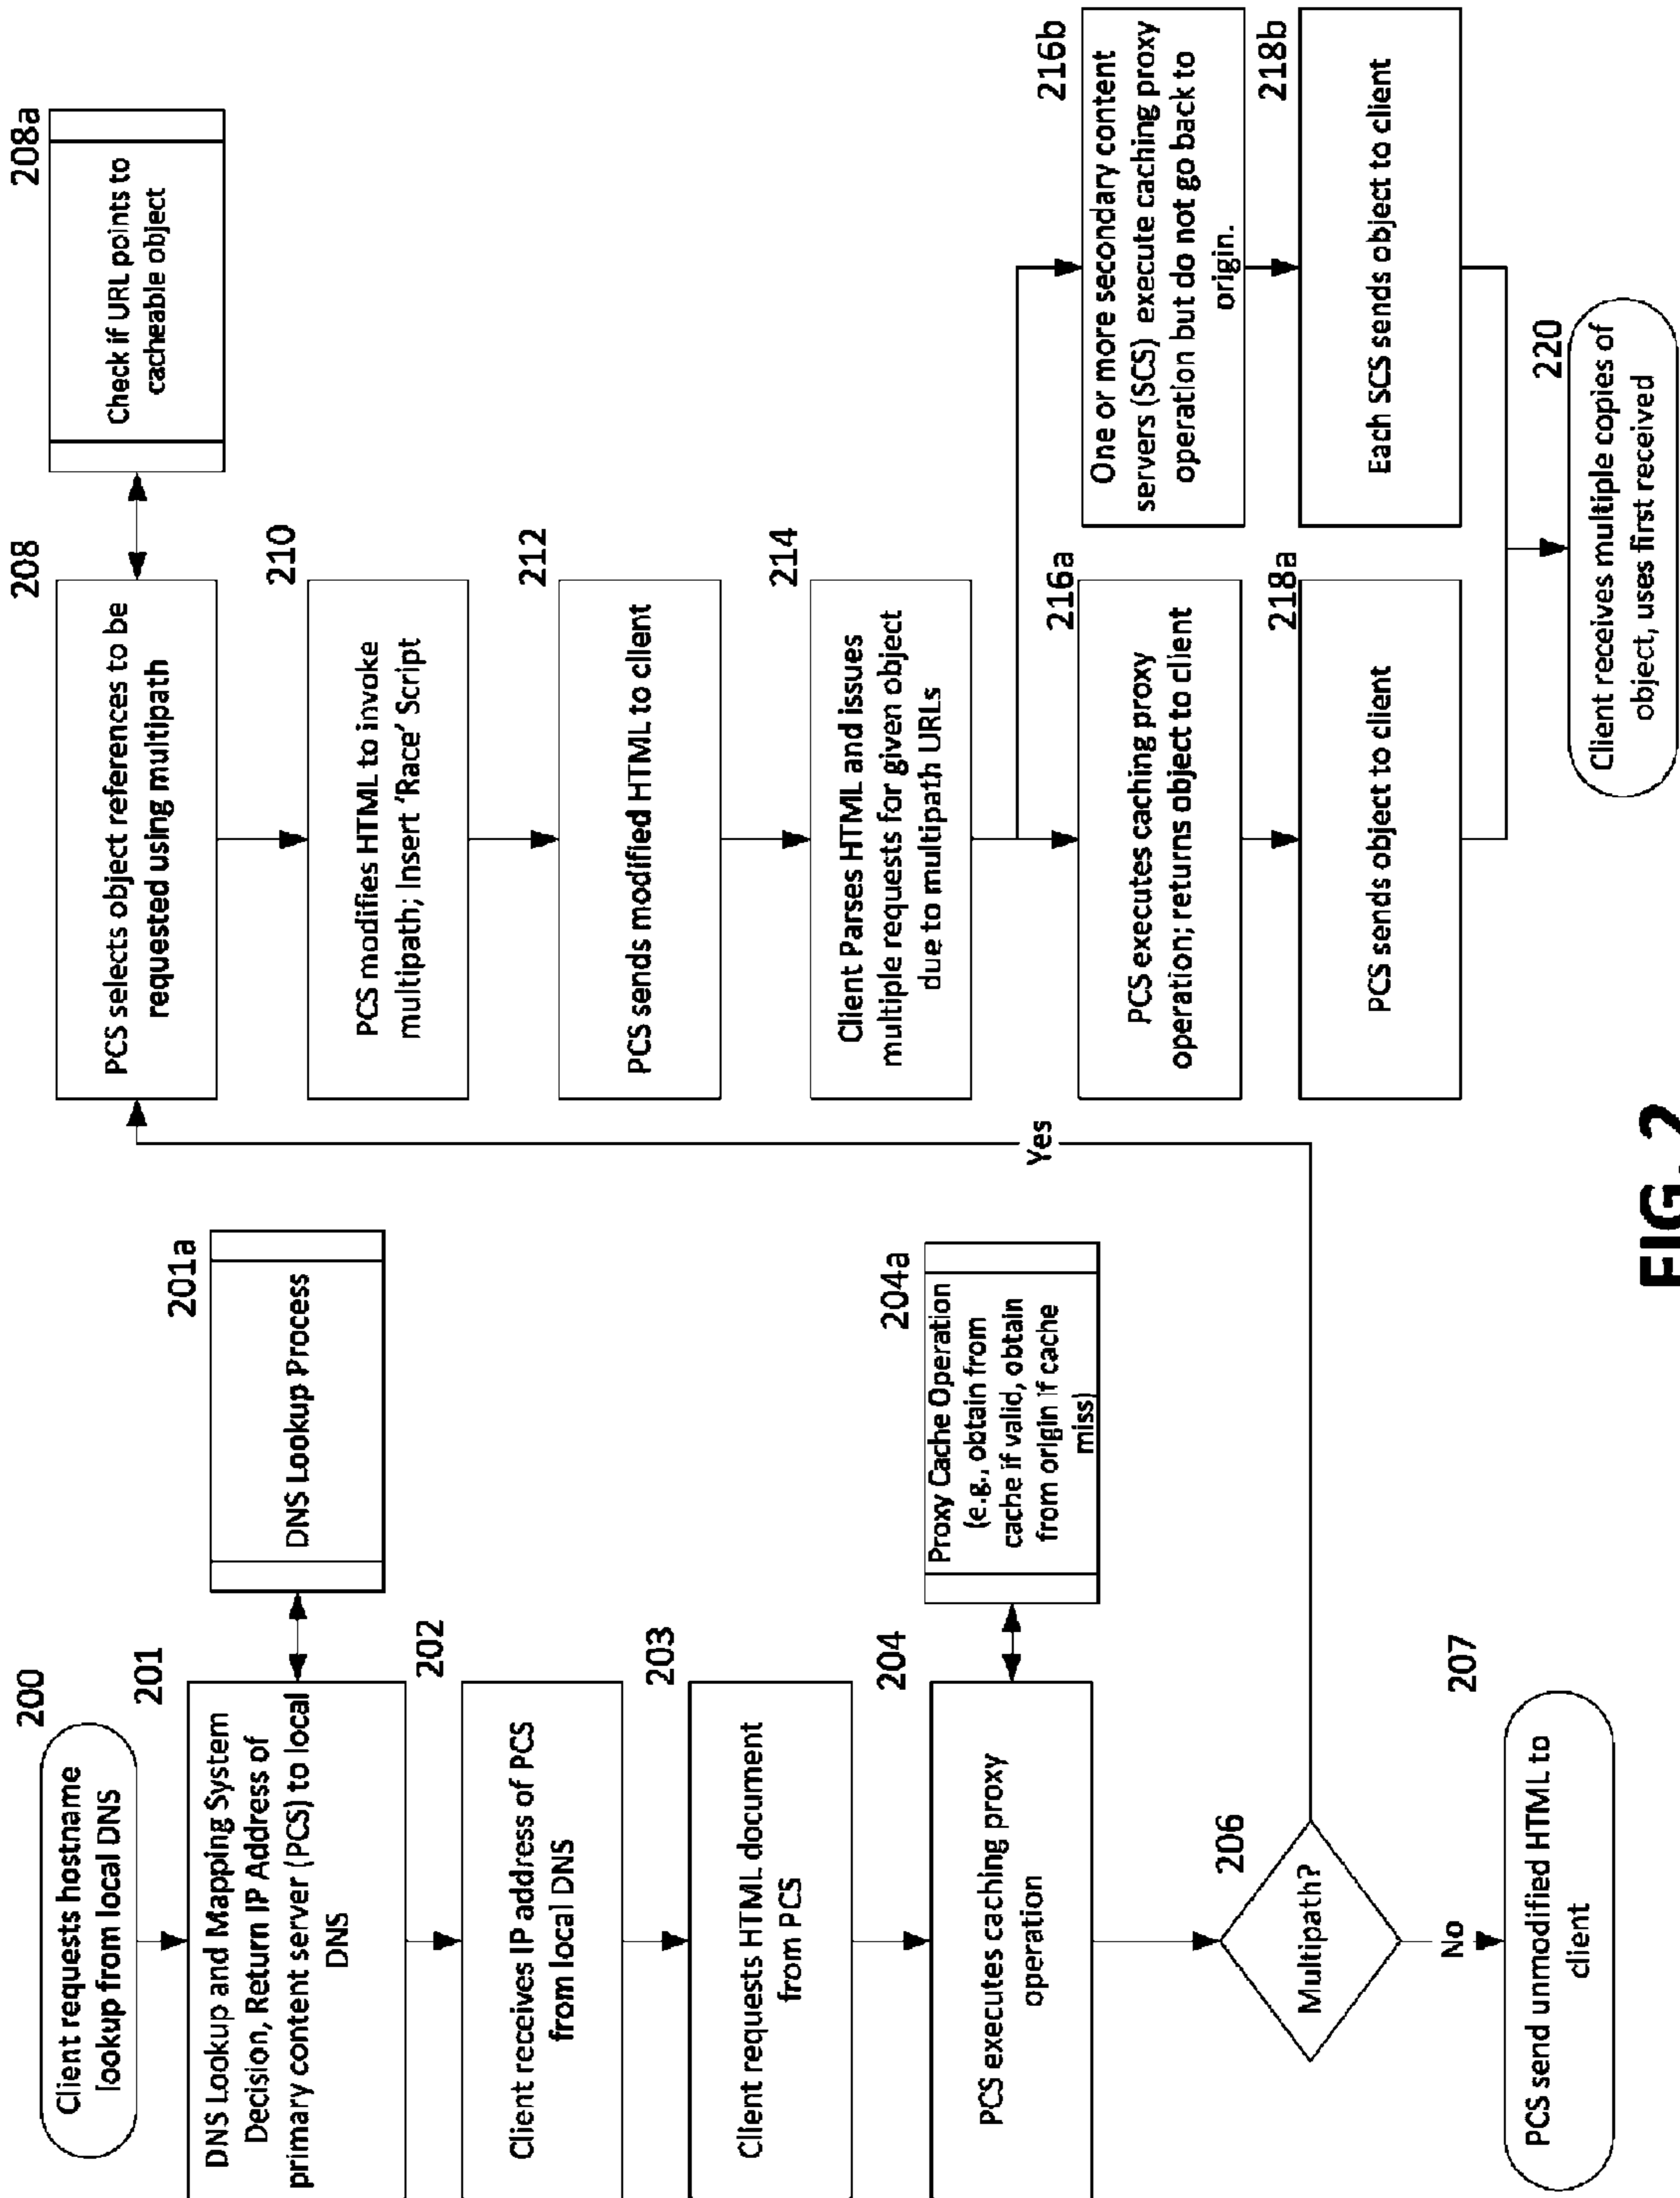 200
Client requests hostname
lookup from local DNS
201
DNS Lookup and Mapping System
Decision, Return IP Address of
primary content server (PCS) to local
DNS
201a
DNS Lookup Process
202
Client receives IP address of PCS
from local DNS
203
Client requests HTML document
from PCS
204
PCS executes caching proxy
operation
204a
Proxy Cache Operation
(e.g., obtain from
cache if valid, obtain
from origin if cache
miss)
206
Multipath?
No
207
PCS send unmodified HTML to
client
Yes
208
PCS selects object references to be
requested using multipath
208a
Check if URL points to
cacheable object
210
PCS modifies HTML to invoke
multipath; Insert ‘Race’ Script
212
PCS sends modified HTML to client
214
Client Parses HTML and issues
multiple requests for given object
due to multipath URLs
216a
PCS executes caching proxy
operation; returns object to client
216b
One or more secondary content
servers (SCS) execute caching proxy
operation but do not go back to
origin.
218a
PCS sends object to client
218b
Each SCS sends object to client
220
Client receives multiple copies of
object, uses first received
FIG. 2